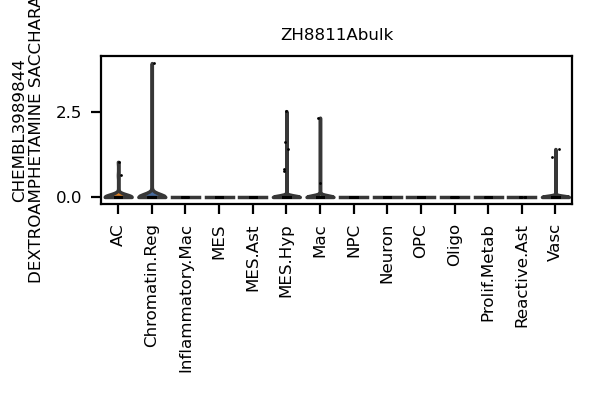 ZH8811Abulk
CHEMBL3989844
DEXTROAMPHETAMINE
2.5
0.0
AC
Chromatin.Reg
Inflammatory.Mac
MES
MES.Ast
MES.Hyp
Mac
NPC
Neuron
OPC
Oligo
Prolif.Metab
Reactive.Ast
Vasc